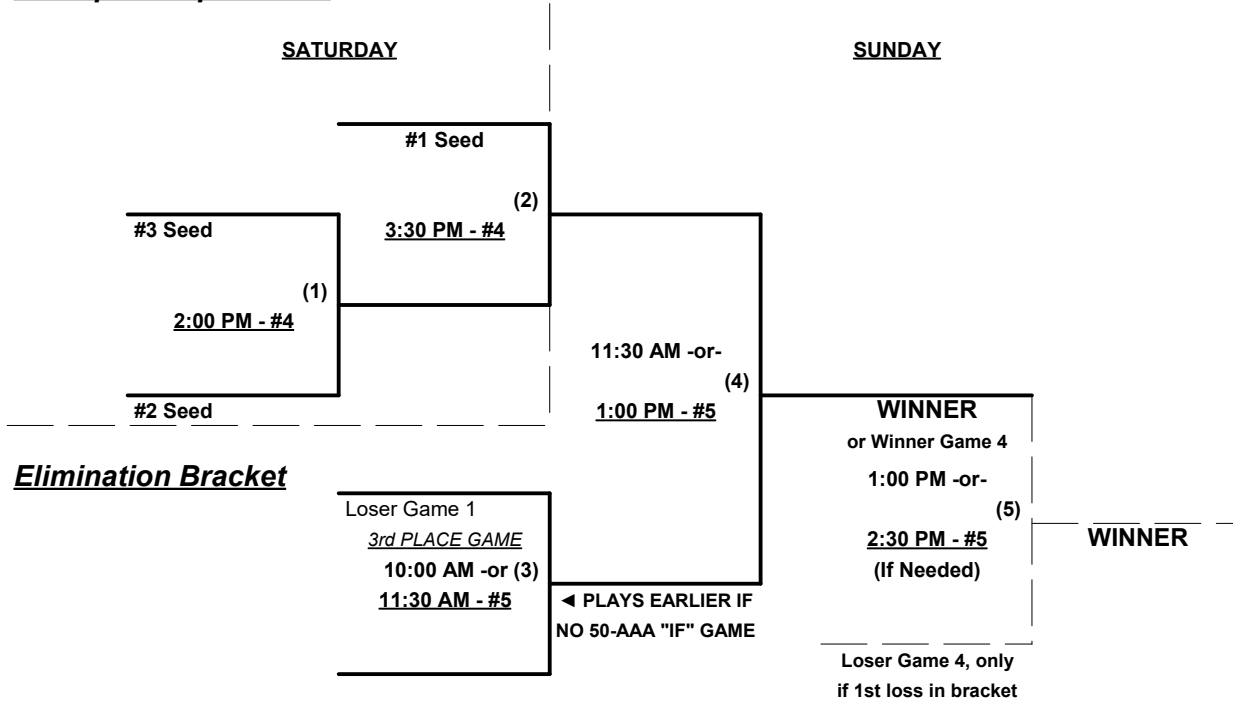 SATURDAY
SUNDAY
#1 Seed
(2)
3:30 PM - #4
#3 Seed
(1)
2:00 PM - #4
#2 Seed
11:30 AM -or-
(4)
1:00 PM - #5
WINNER
or Winner Game 4
1:00 PM -or-
(5)
2:30 PM - #5
(If Needed)
WINNER
Loser Game 4, only
if 1st loss in bracket
Elimination Bracket
Loser Game 1
3rd PLACE GAME
10:00 AM -or (3)
11:30 AM - #5
◄ PLAYS EARLIER IF
NO 50-AAA "IF" GAME